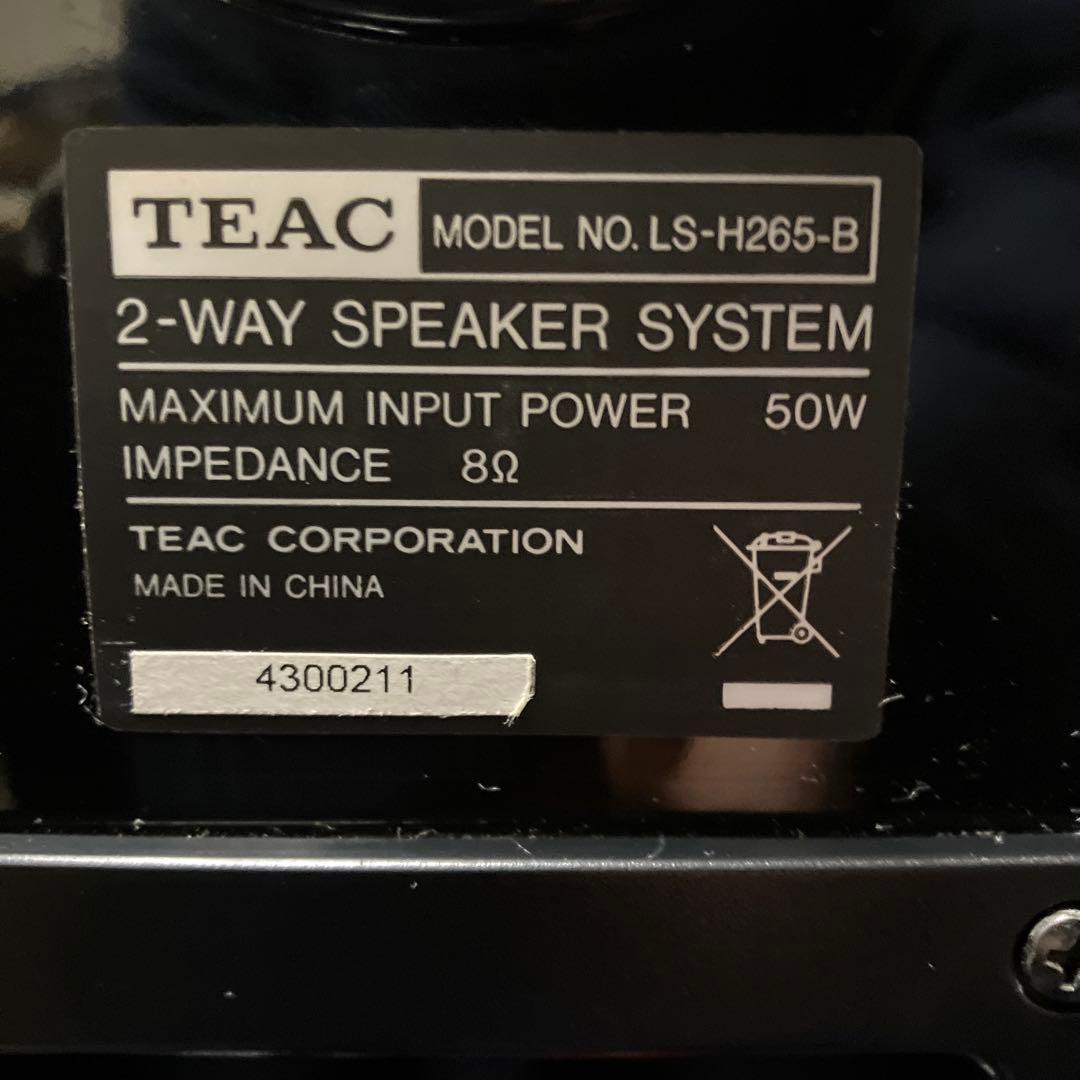 TEAC MODEL NO. LS-H265-B
2-WAY SPEAKER SYSTEM
MAXIMUM INPUT POWER 50W
IMPEDANCE 8Ω
TEAC CORPORATION
MADE IN CHINA
4300211